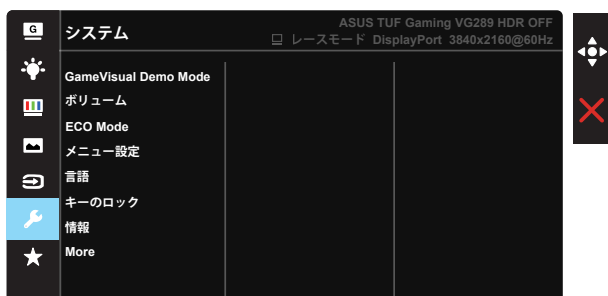 G
システム
ASUS TUF Gaming VG289 HDR OFF
レースモード DisplayPort 3840x2160@60Hz
GameVisual Demo Mode
ボリューム
ECO Mode
メニュー設定
言語
キーのロック
情報
More